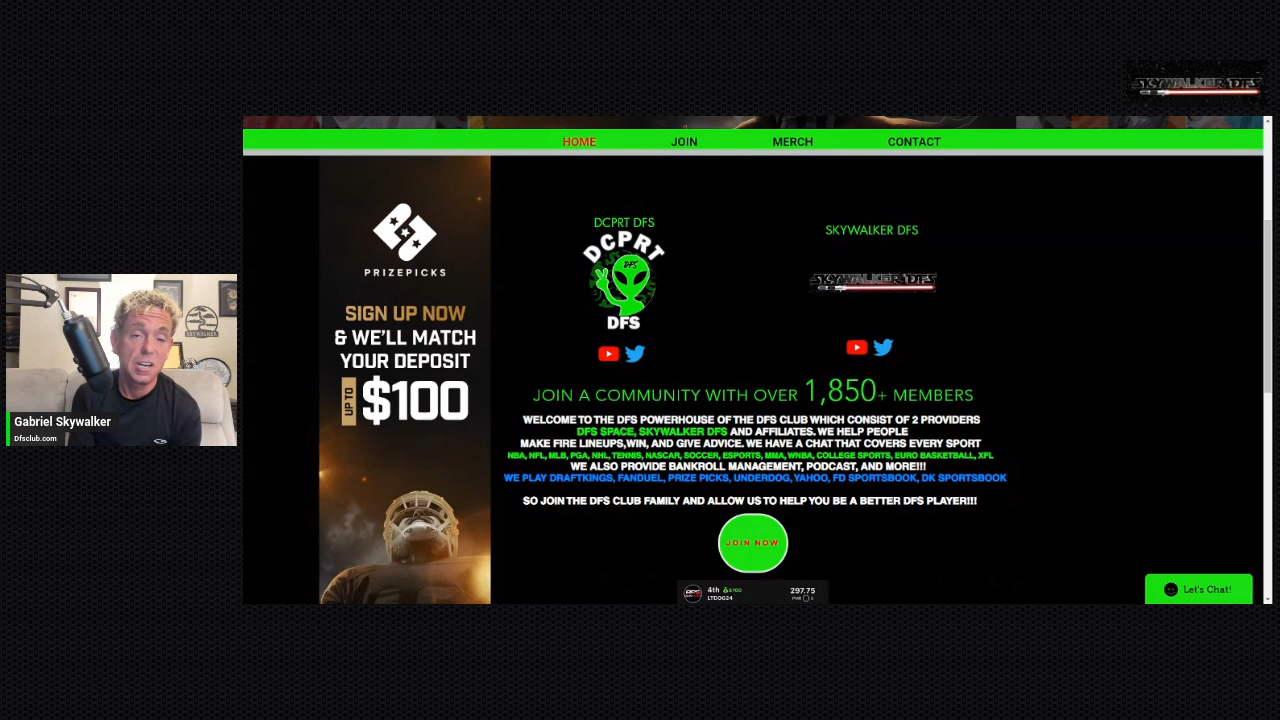 SKYWALKER DFS
HOME JOIN MERCH CONTACT
PRIZEPICKS
SIGN UP NOW
& WE'LL MATCH
YOUR DEPOSIT
UP TO $100
DCPRT DFS
DCPRT
DFS
DFS
SKYWALKER DFS
SKYWALKER DFS
JOIN A COMMUNITY WITH OVER 1,850+ MEMBERS
WELCOME TO THE DFS POWERHOUSE OF THE DFS CLUB WHICH CONSIST OF 2 PROVIDERS
DFS SPACE, SKYWALKER DFS AND AFFILIATES. WE HELP PEOPLE
MAKE FIRE LINEUPS,WIN, AND GIVE ADVICE. WE HAVE A CHAT THAT COVERS EVERY SPORT
NBA, NFL, MLB, PGA, NHL, TENNIS, NASCAR, SOCCER, ESPORTS, MMA, WNBA, COLLEGE SPORTS, EURO BASKETBALL, XFL
WE ALSO PROVIDE BANKROLL MANAGEMENT, PODCAST, AND MORE!!!
WE PLAY DRAFTKINGS, FANDUEL, PRIZE PICKS, UNDERDOG, YAHOO, FD SPORTSBOOK, DK SPORTSBOOK
SO JOIN THE DFS CLUB FAMILY AND ALLOW US TO HELP YOU BE A BETTER DFS PLAYER!!!
JOIN NOW
4th $700 297.75
LTDOG24 PMR 0
Let's Chat!
SKYWALKER
Gabriel Skywalker
Dfsclub.com